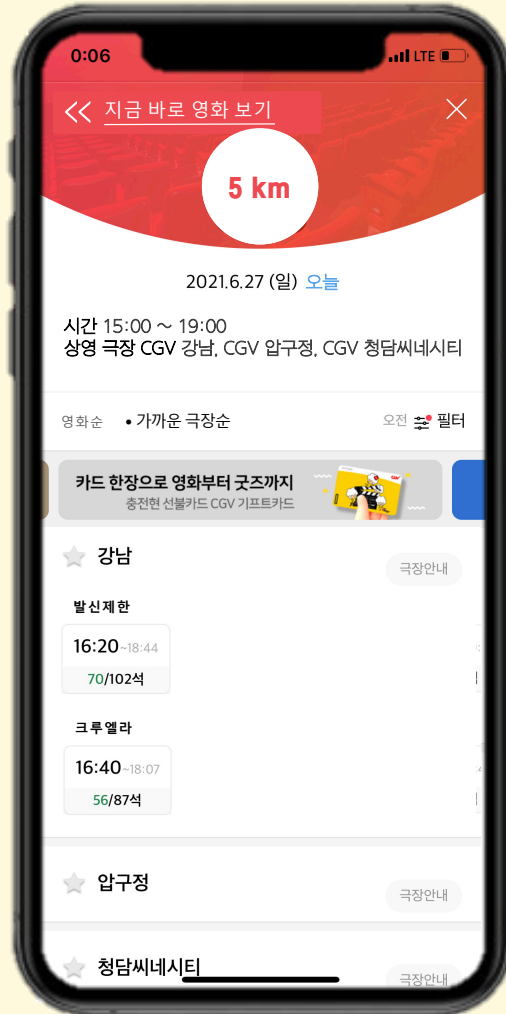 0:06 LTE
지금 바로 영화 보기
5 km
2021.6.27 (일) 오늘
시간 15:00 ~ 19:00
상영 극장 CGV 강남, CGV 압구정, CGV 청담씨네시티
영화순 • 가까운 극장순 오전 필터
카드 한장으로 영화부터 굿즈까지
충전현 선불카드 CGV 기프트카드
강남 극장안내
발신제한
16:20~18:44
70/102석
크루엘라
16:40~18:07
56/87석
압구정 극장안내
청담씨네시티 극장안내